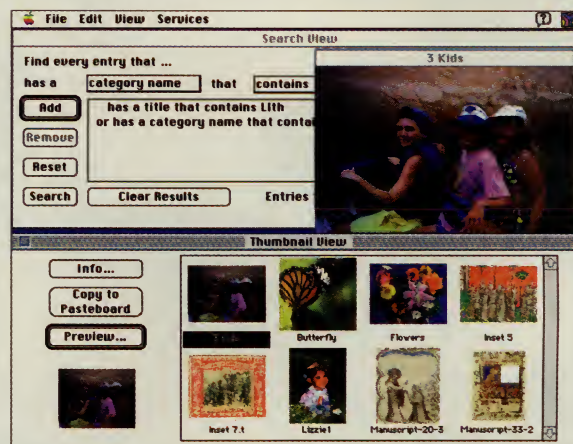 File Edit View Services
Search View
Find every entry that ...
has a category name that contains
3 Kids
Add
has a title that contains Lith
or has a category name that contai
Remove
Reset
Search
Clear Results
Entries
Thumbnail View
Info...
Copy to
Pasteboard
Preview...
Butterfly
Flowers
Inset 5
Inset 7.1
Lizzie1
Manuscript-20-3
Manuscript-33-2